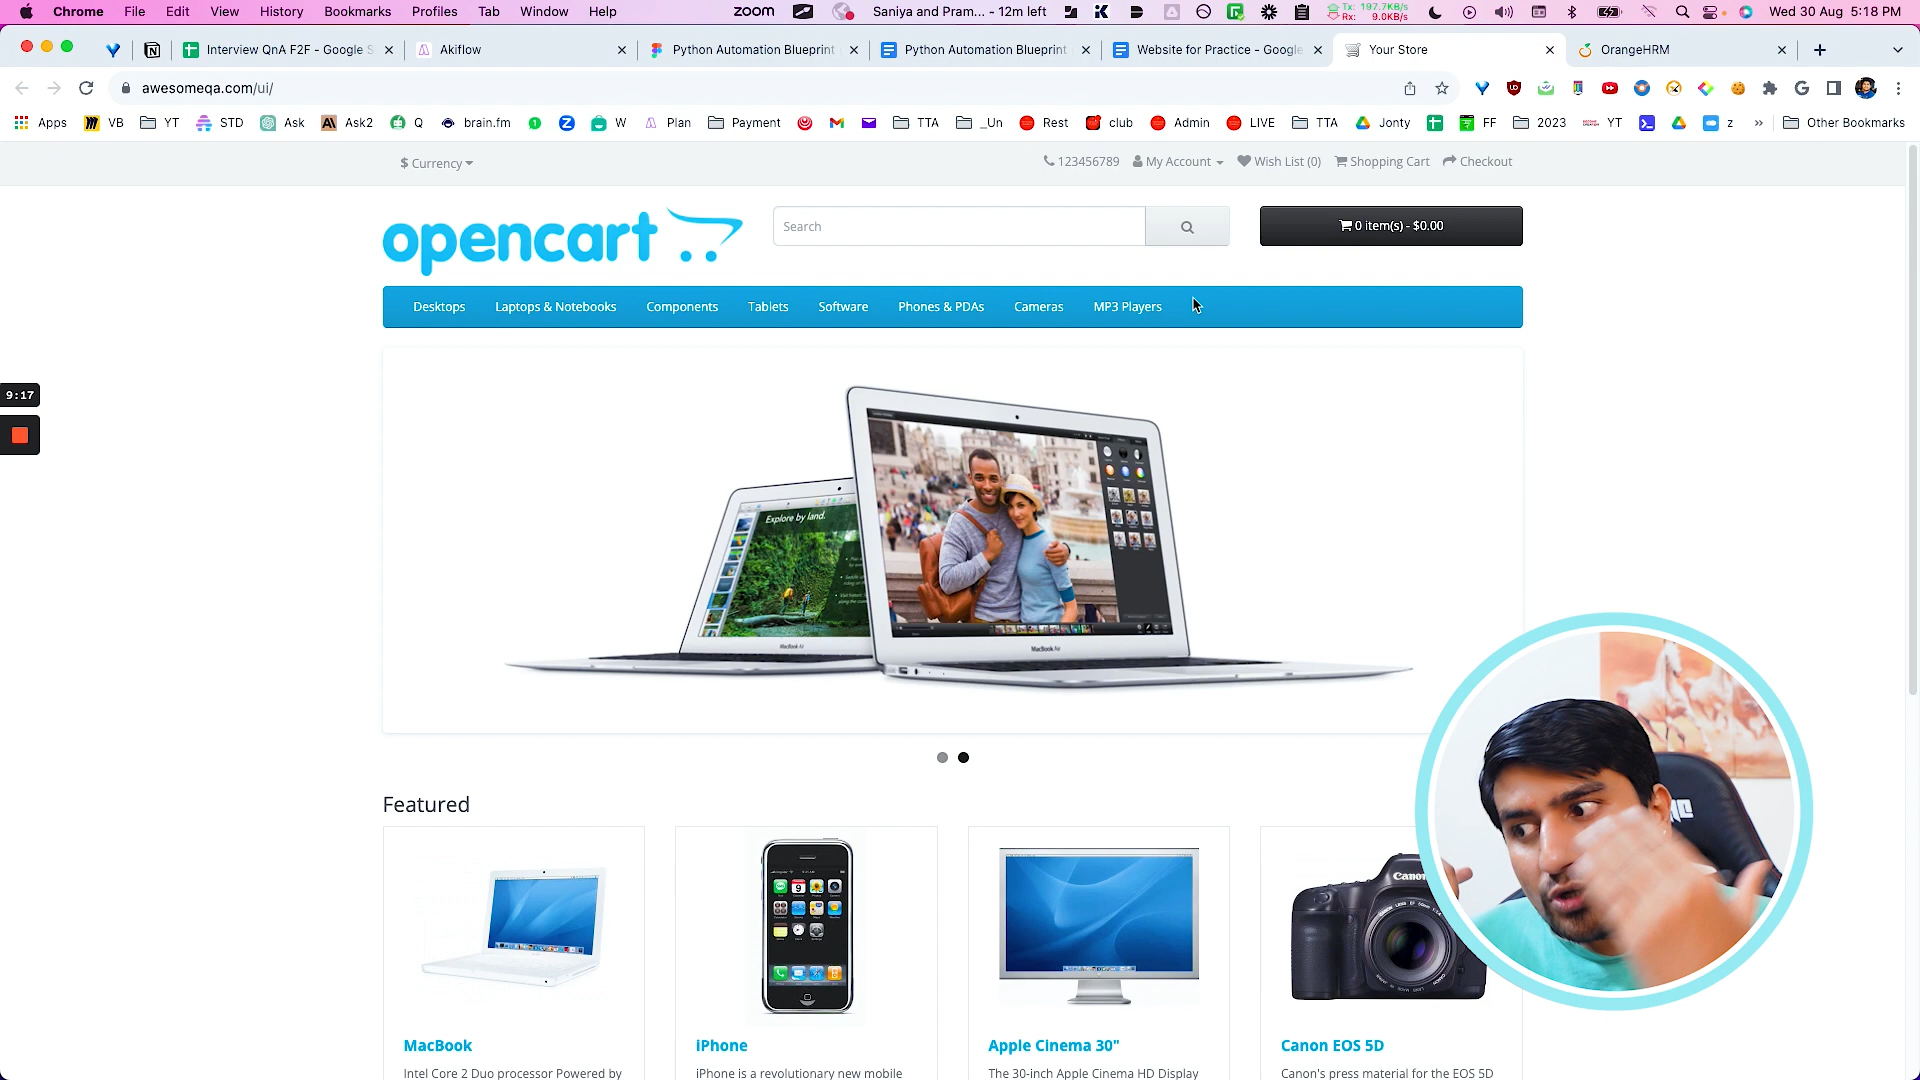 Chrome File Edit View History Bookmarks Profiles Tab Window Help zoom Saniya and Pram... - 12m left Tx: 197.7KB/s Rx: 9.0KB/s Wed 30 Aug 5:18 PM
Interview QnA F2F - Google S Akiflow Python Automation Blueprint Python Automation Blueprint Website for Practice - Google Your Store OrangeHRM
awesomeqa.com/ui/
Apps VB YT STD Ask Ask2 Q brain.fm W Plan Payment TTA _Un Rest club Admin LIVE TTA Jonty FF 2023 YT z » Other Bookmarks
$ Currency 123456789 My Account Wish List (0) Shopping Cart Checkout
opencart Search 0 item(s) - $0.00
Desktops Laptops & Notebooks Components Tablets Software Phones & PDAs Cameras MP3 Players
9:17
Explore by land.
MacBook Air
MacBook Air
Featured
Canon
MacBook iPhone Apple Cinema 30" Canon EOS 5D
Intel Core 2 Duo processor Powered by iPhone is a revolutionary new mobile The 30-inch Apple Cinema HD Display Canon's press material for the EOS 5D